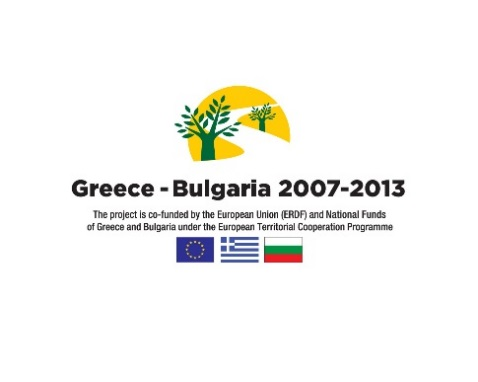 Greece - Bulgaria 2007-2013
The project is co-funded by the European Union (ERDF) and National Funds
of Greece and Bulgaria under the European Territorial Cooperation Programme